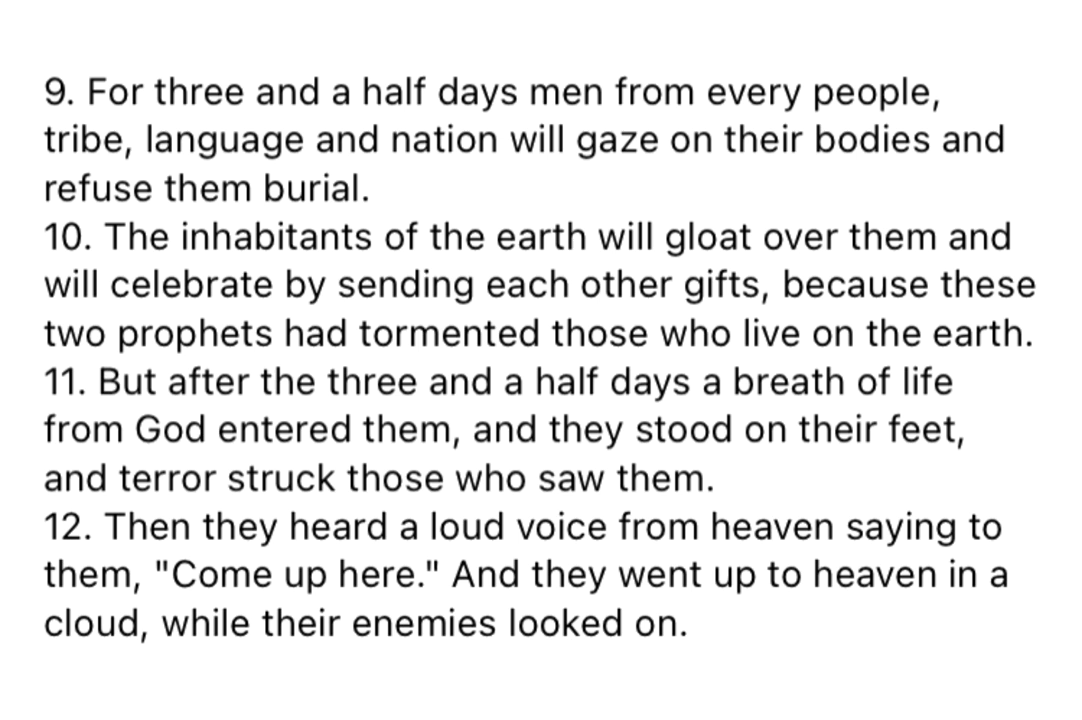 9. For three and a half days men from every people,
tribe, language and nation will gaze on their bodies and
refuse them burial.
10. The inhabitants of the earth will gloat over them and
will celebrate by sending each other gifts, because these
two prophets had tormented those who live on the earth.
11. But after the three and a half days a breath of life
from God entered them, and they stood on their feet,
and terror struck those who saw them.
12. Then they heard a loud voice from heaven saying to
them, "Come up here." And they went up to heaven in a
cloud, while their enemies looked on.